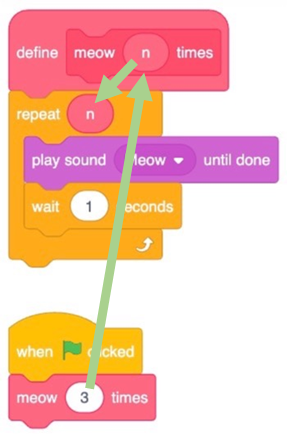 define meow n times
repeat n
play sound Meow until done
wait 1 seconds
when clicked
meow 3 times